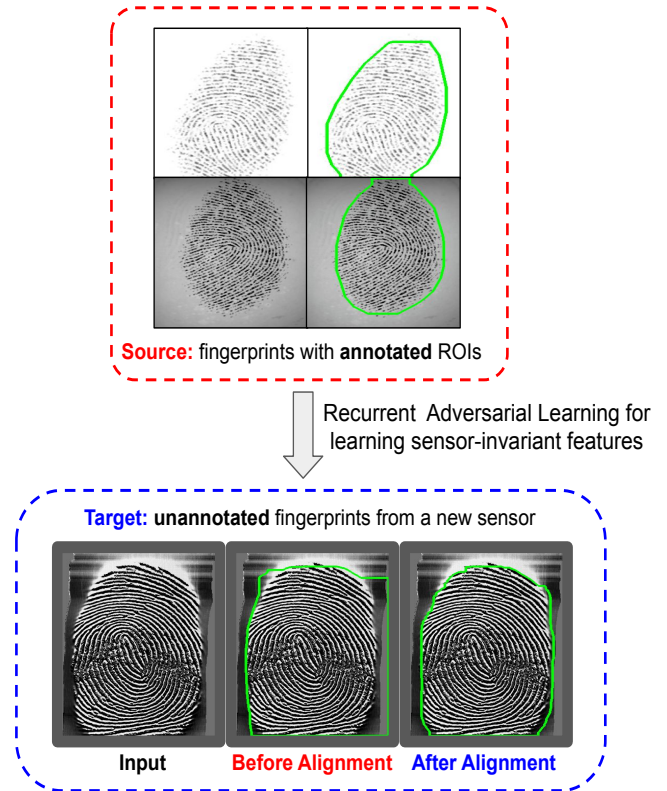 Source: fingerprints with annotated ROIs
Recurrent Adversarial Learning for
learning sensor-invariant features
Target: unannotated fingerprints from a new sensor
Input
Before Alignment
After Alignment